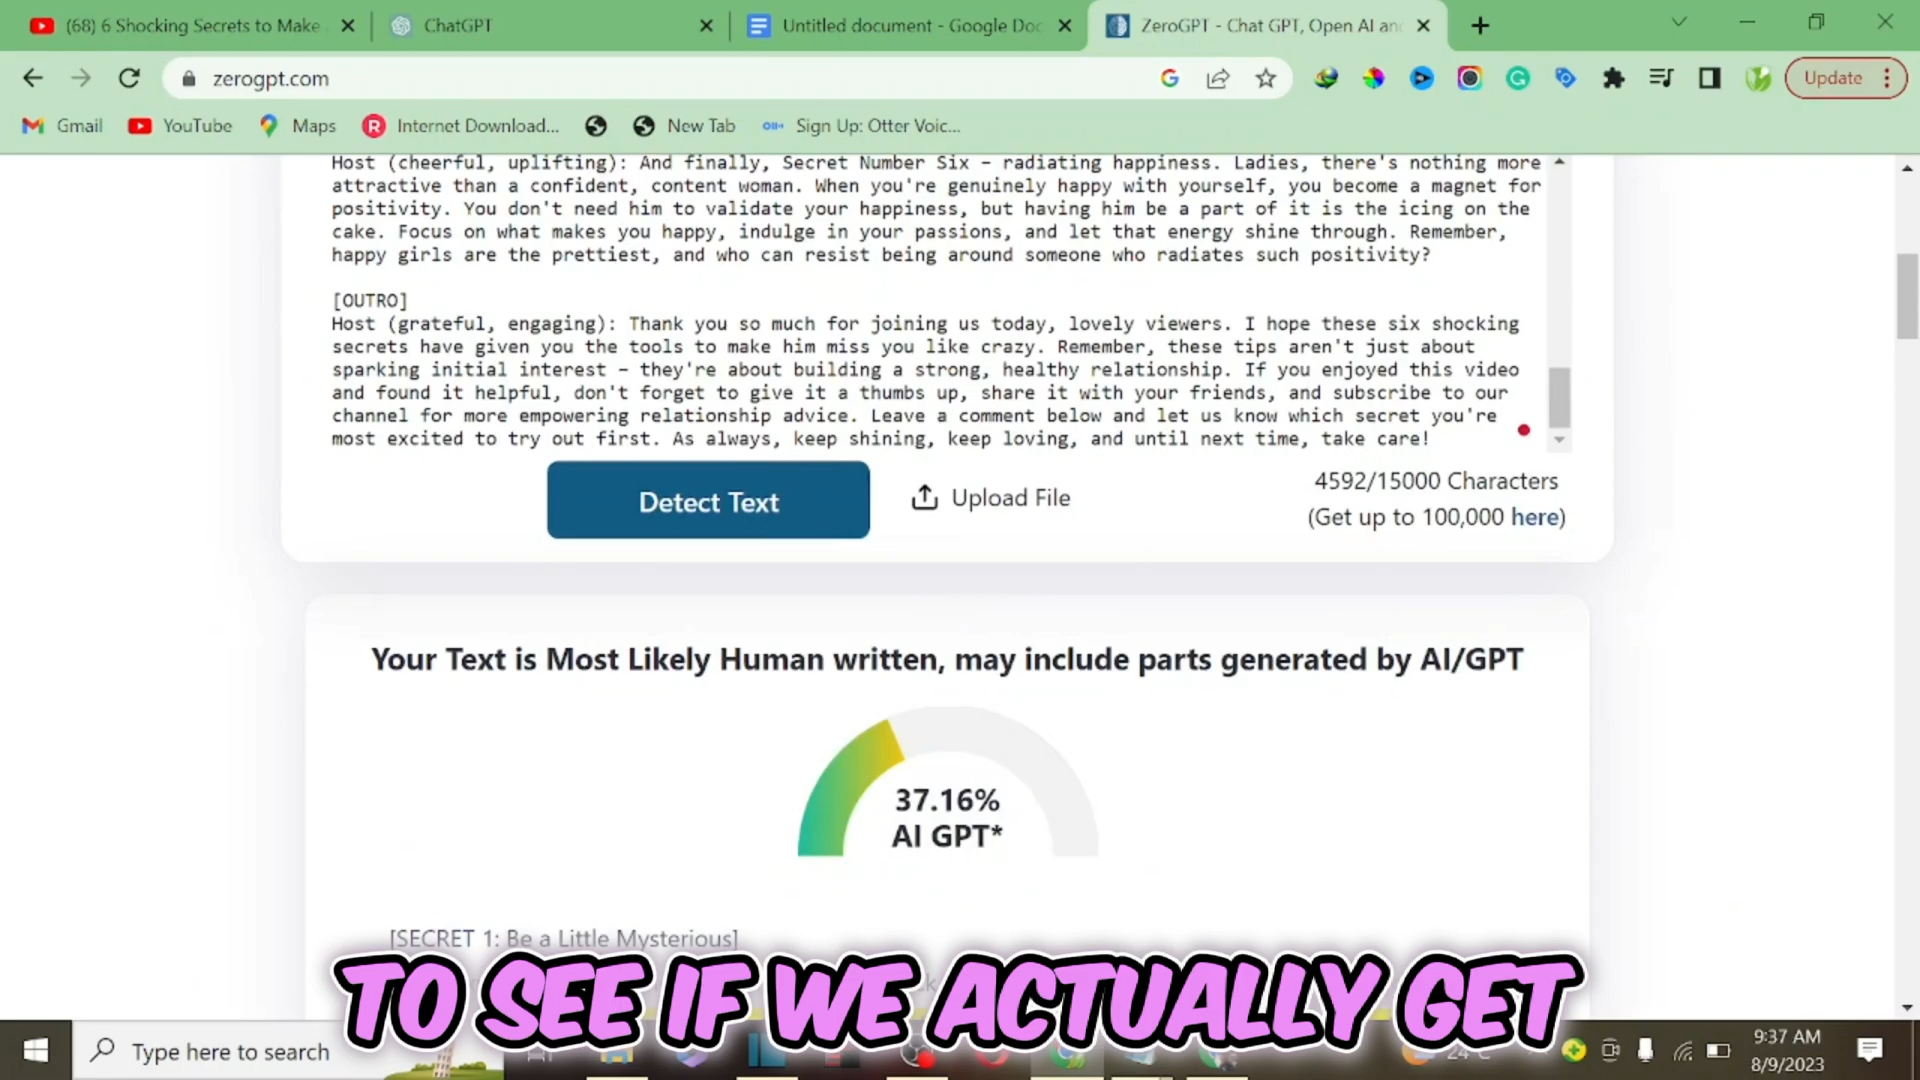 (68) 6 Shocking Secrets to Make
ChatGPT
Untitled document - Google Doc
ZeroGPT - Chat GPT, Open AI and
zerogpt.com
Update
Gmail
YouTube
Maps
Internet Download...
New Tab
Sign Up: Otter Voic...
Host (cheerful, uplifting): And finally, Secret Number Six – radiating happiness. Ladies, there's nothing more
attractive than a confident, content woman. When you're genuinely happy with yourself, you become a magnet for
positivity. You don't need him to validate your happiness, but having him be a part of it is the icing on the
cake. Focus on what makes you happy, indulge in your passions, and let that energy shine through. Remember,
happy girls are the prettiest, and who can resist being around someone who radiates such positivity?
[OUTRO]
Host (grateful, engaging): Thank you so much for joining us today, lovely viewers. I hope these six shocking
secrets have given you the tools to make him miss you like crazy. Remember, these tips aren't just about
sparking initial interest – they're about building a strong, healthy relationship. If you enjoyed this video
and found it helpful, don't forget to give it a thumbs up, share it with your friends, and subscribe to our
channel for more empowering relationship advice. Leave a comment below and let us know which secret you're
most excited to try out first. As always, keep shining, keep loving, and until next time, take care!
Detect Text
Upload File
4592/15000 Characters
(Get up to 100,000 here)
Your Text is Most Likely Human written, may include parts generated by AI/GPT
37.16%
AI GPT*
[SECRET 1: Be a Little Mysterious]
TO SEE IF WE ACTUALLY GET
Type here to search
24°C
9:37 AM
8/9/2023